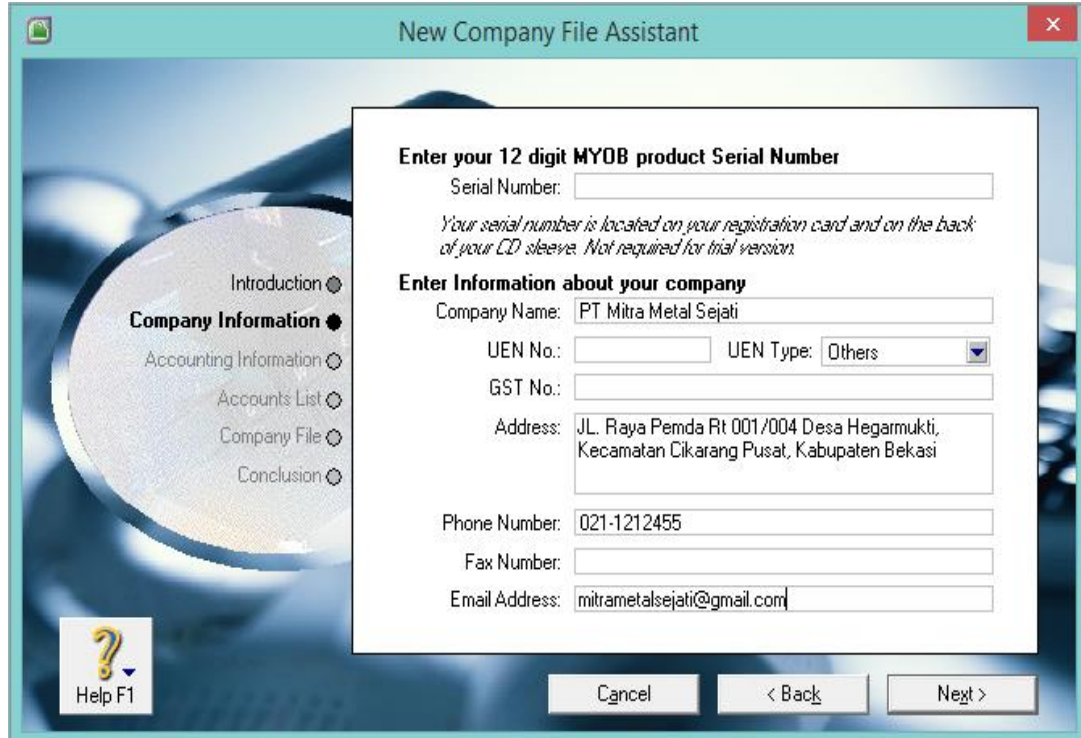 New Company File Assistant
x
Enter your 12 digit MYOB product Serial Number
Serial Number:
Your serial number is located on your registration card and on the back
of your CD sleeve. Not required for trial version.
Introduction
Company Information
Accounting Information
Accounts List
Company File
Conclusion
Enter Information about your company
Company Name: PT Mitra Metal Sejati
UEN No.: UEN Type: Others
GST No.:
Address: JL. Raya Pemda Rt 001/004 Desa Hegarmukti,
Kecamatan Cikarang Pusat, Kabupaten Bekasi
Phone Number: 021-1212455
Fax Number:
Email Address: mitrametalsejati@gmail.com
? Help F1
Cancel < Back Next >